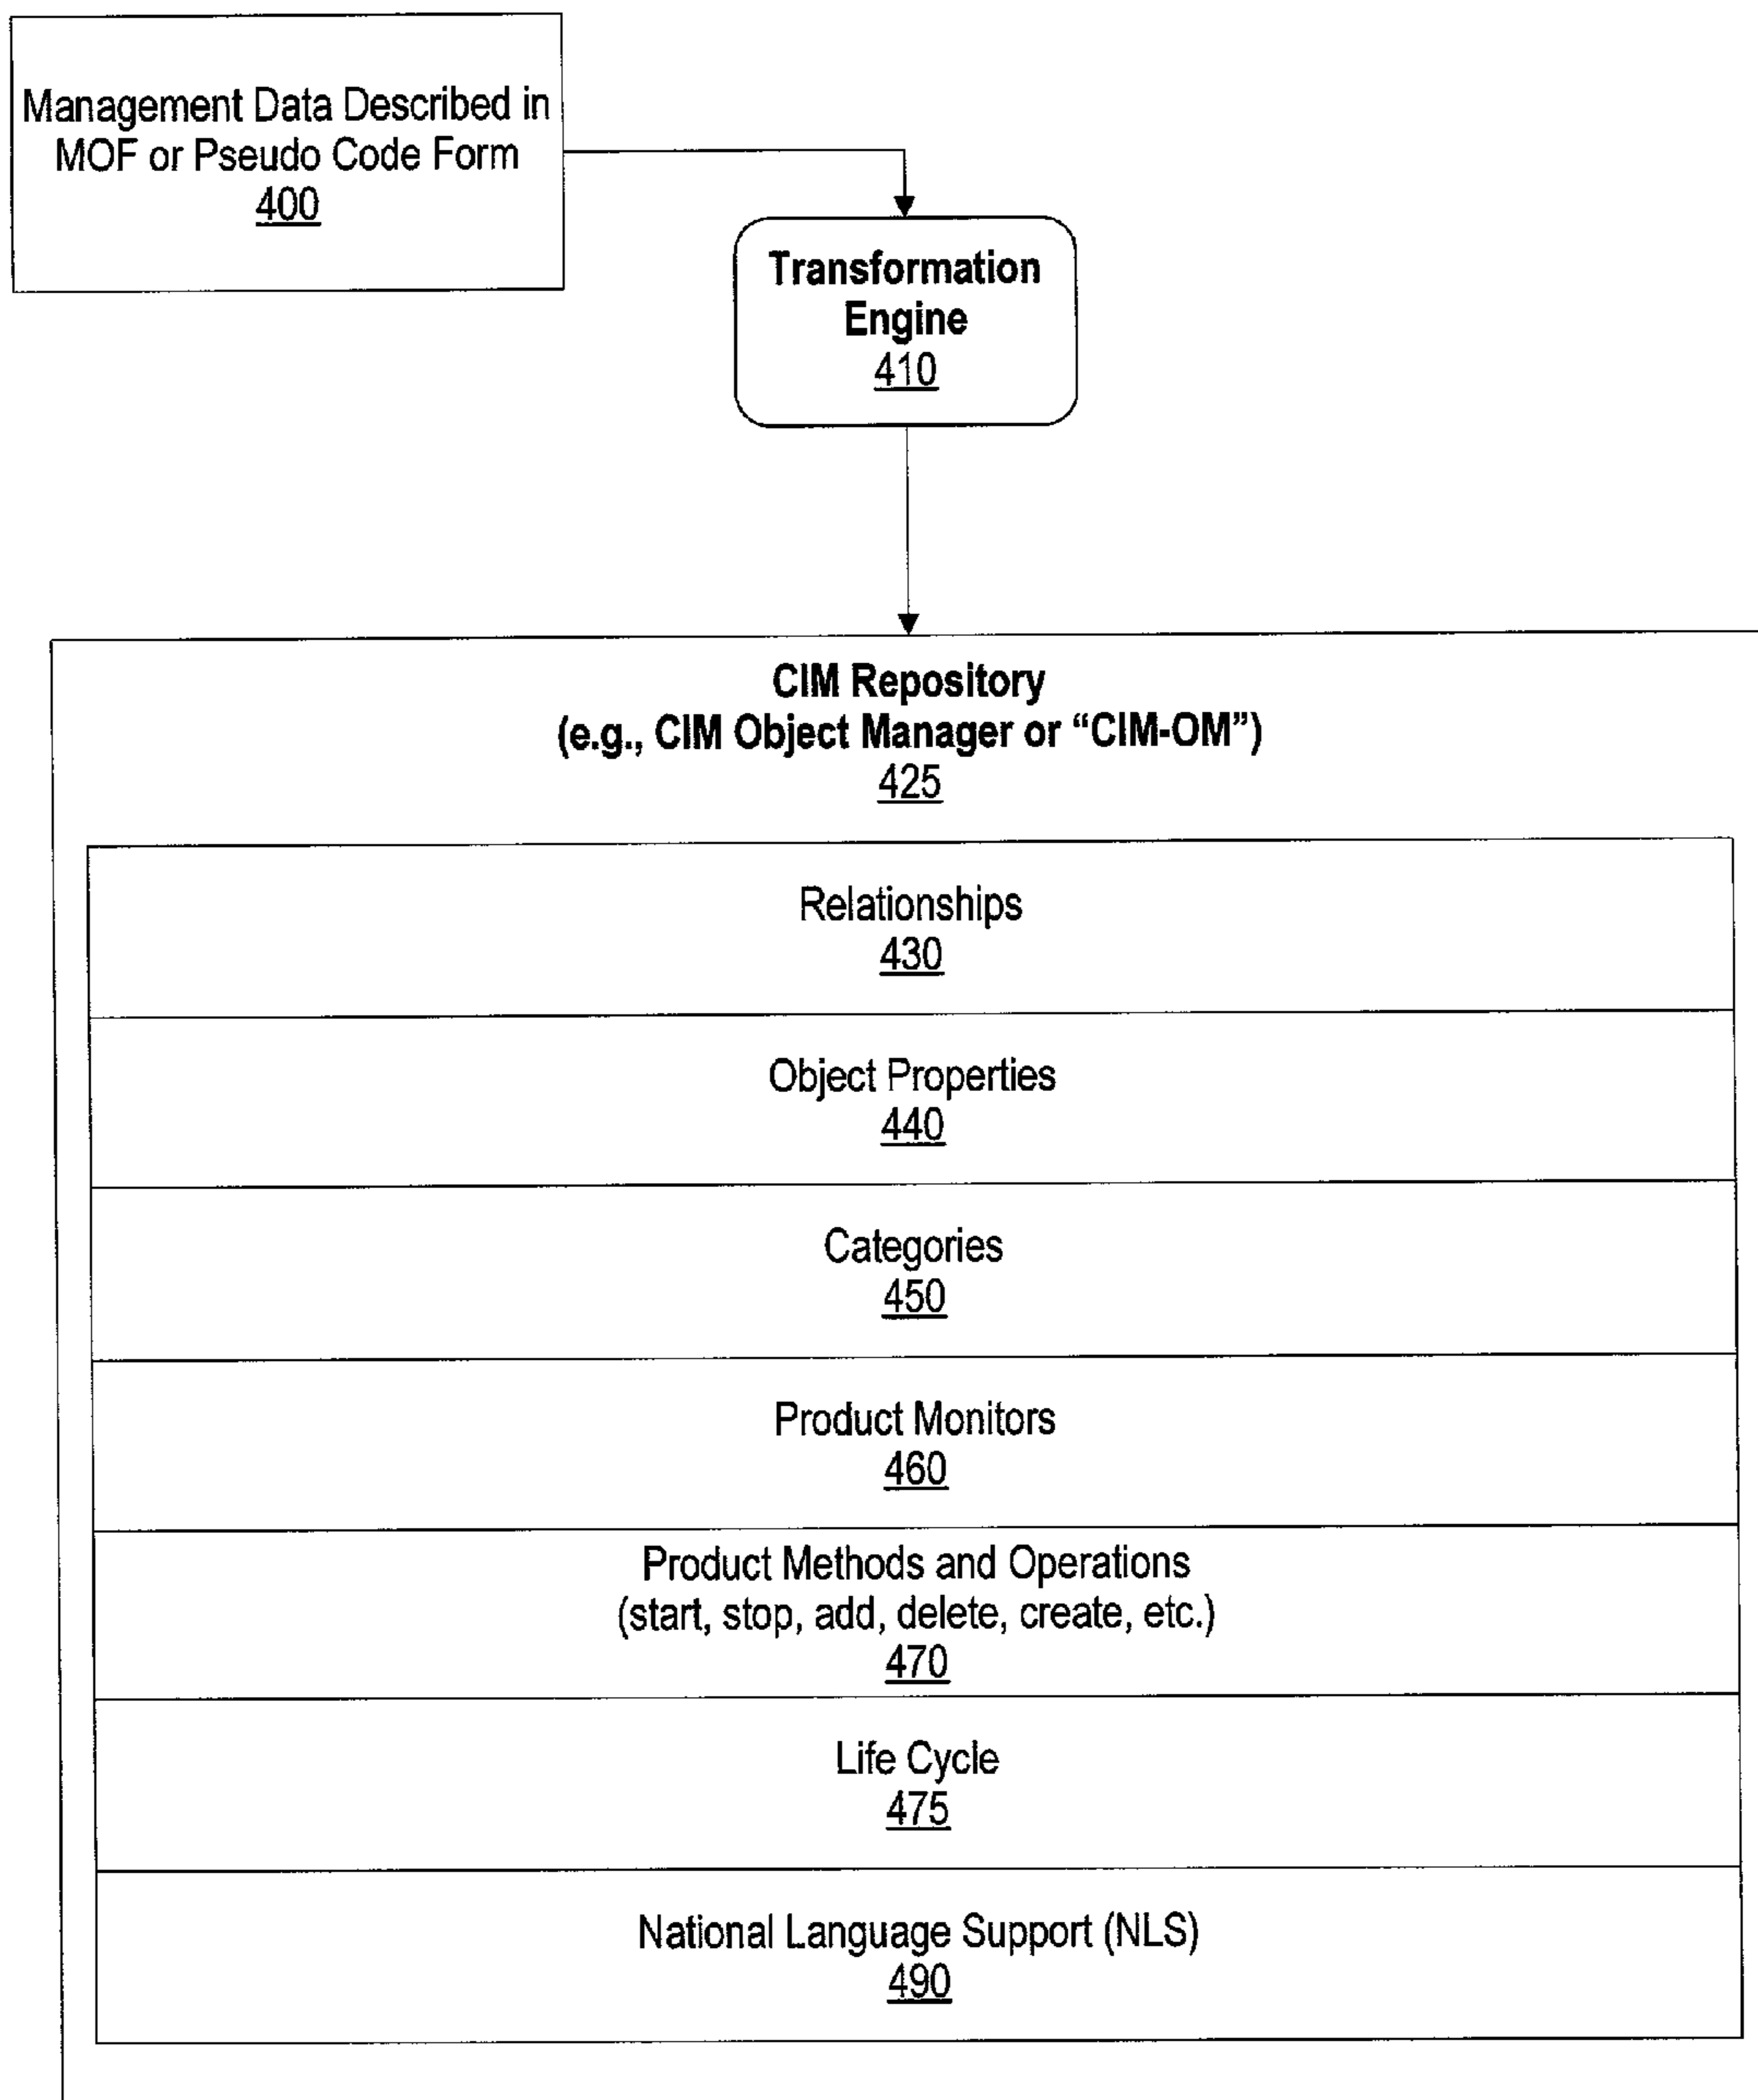 Management Data Described in
MOF or Pseudo Code Form
400
Transformation
Engine
410
CIM Repository
(e.g., CIM Object Manager or “CIM-OM”)
425
Relationships
430
Object Properties
440
Categories
450
Product Monitors
460
Product Methods and Operations
(start, stop, add, delete, create, etc.)
470
Life Cycle
475
National Language Support (NLS)
490